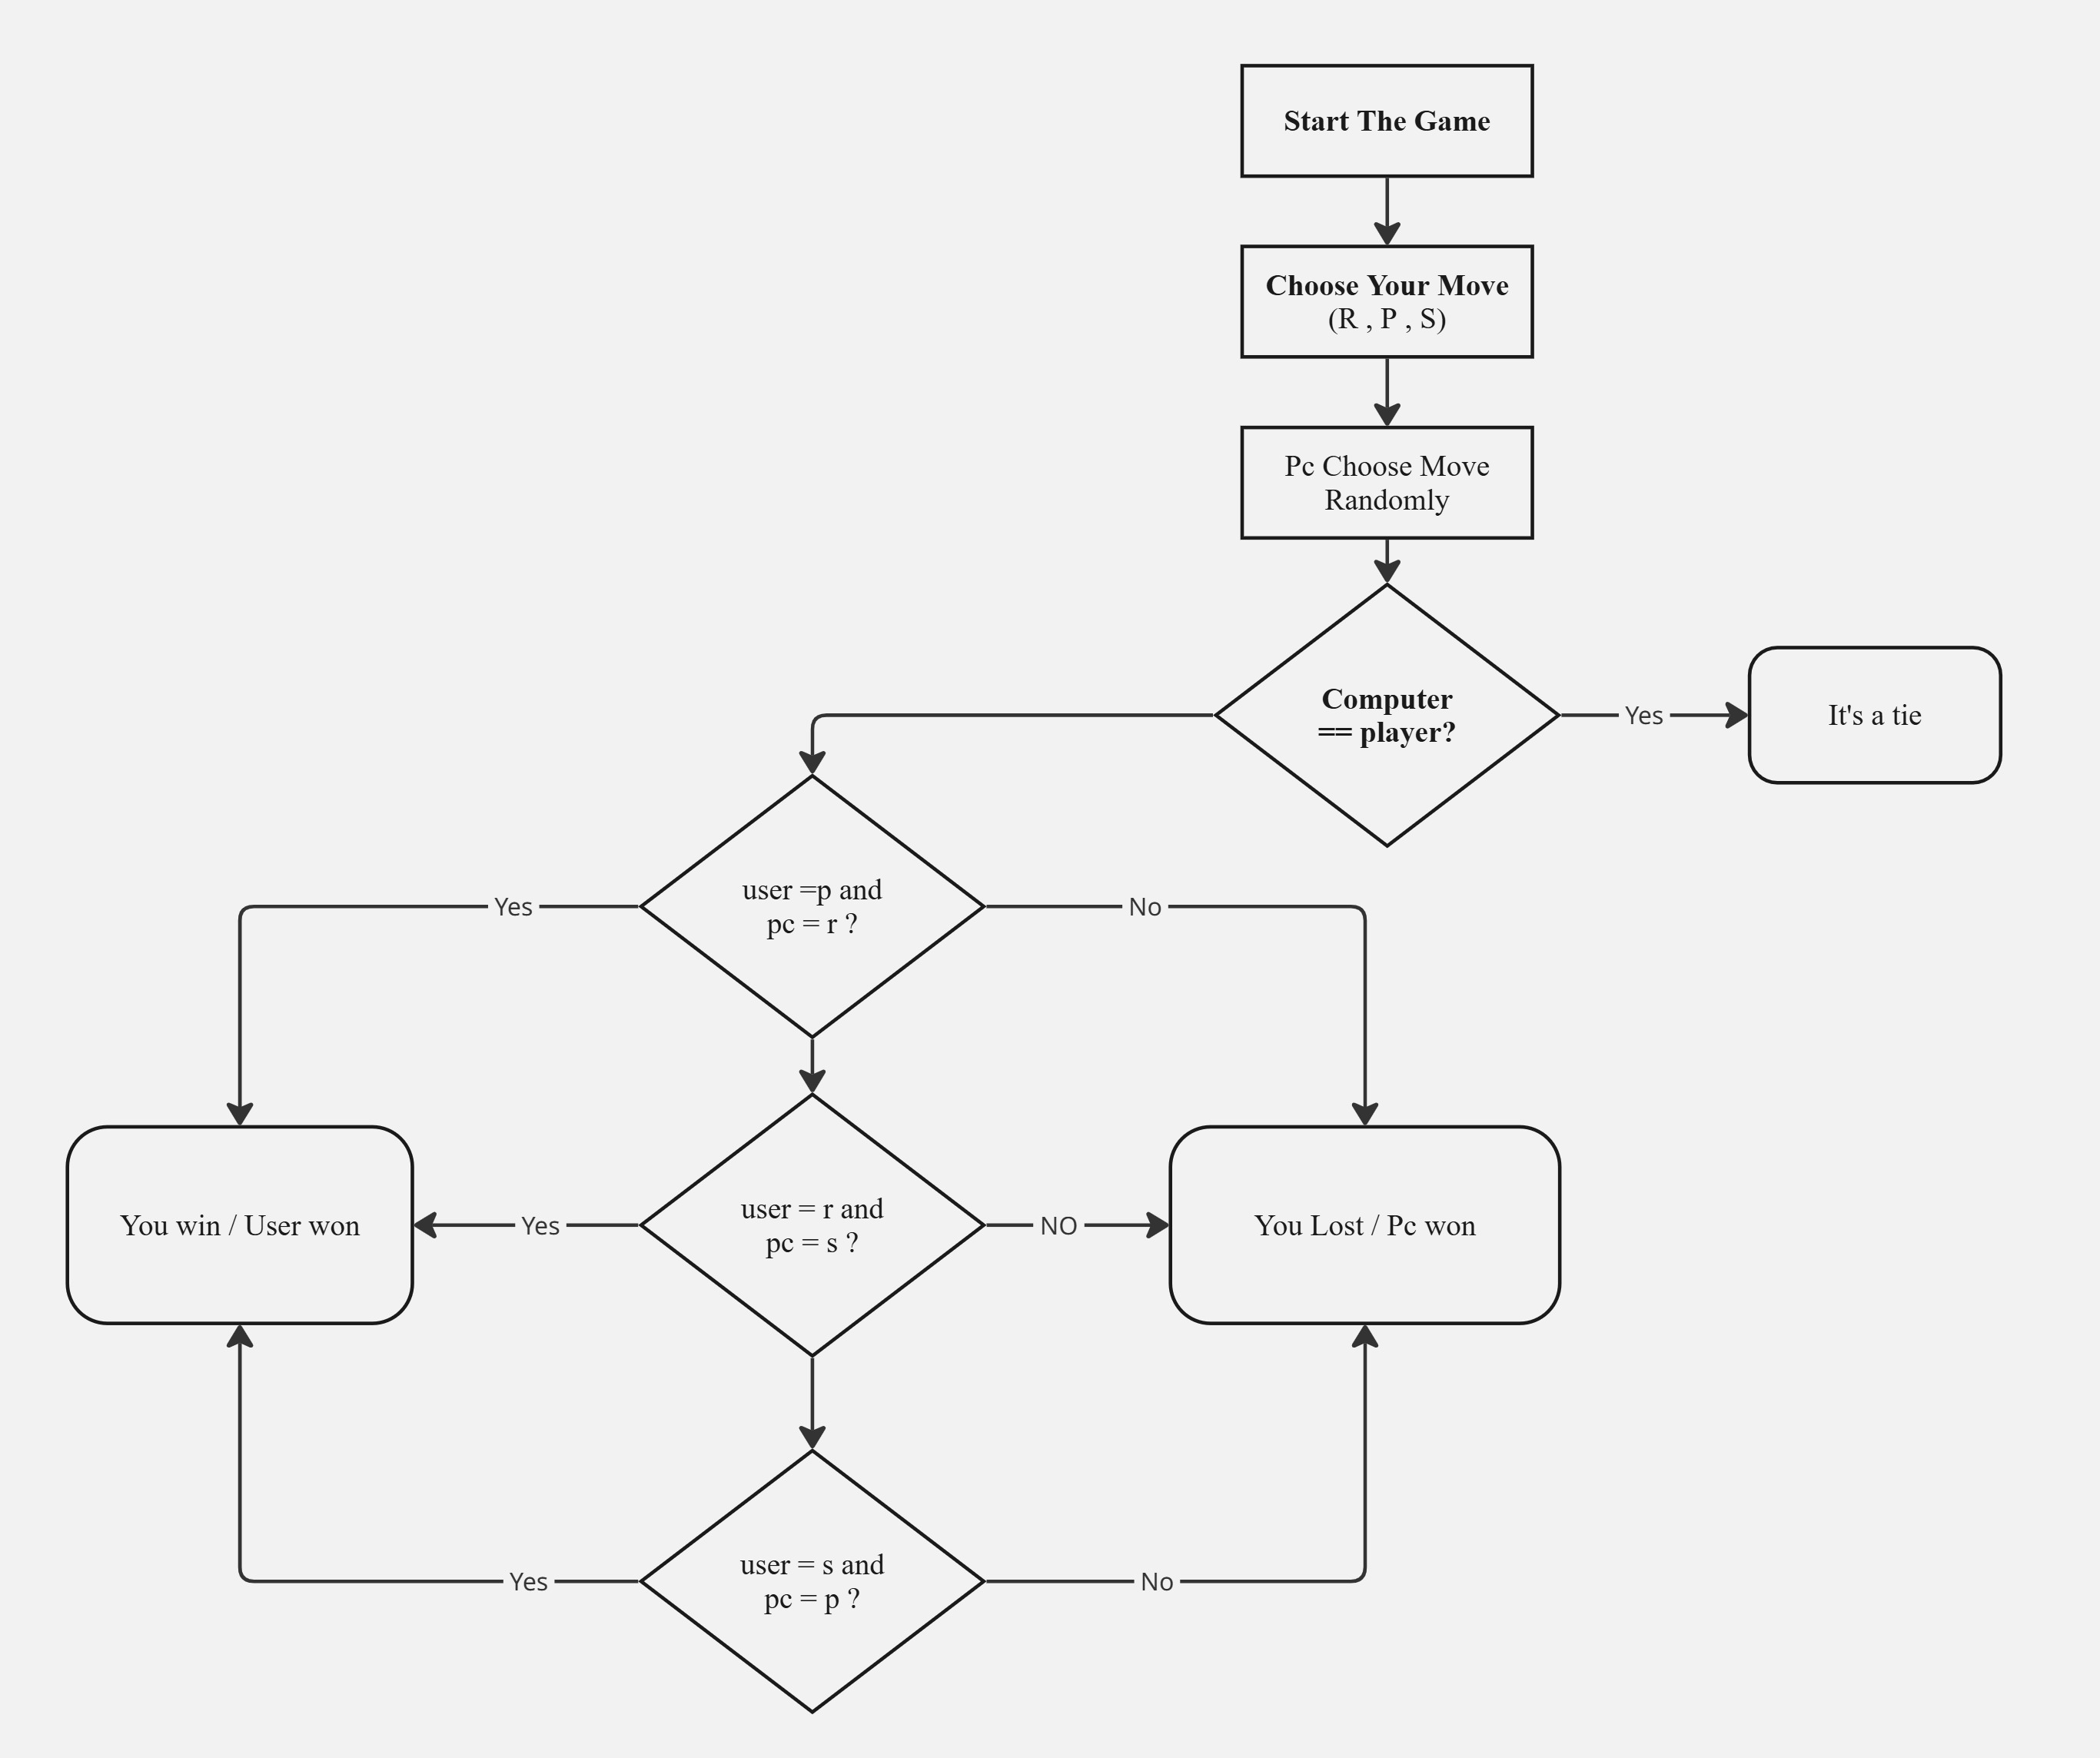 Start The Game
Choose Your Move
(R , P , S)
Pc Choose Move
Randomly
Computer
== player?
Yes
It's a tie
user =p and
pc = r ?
Yes
No
user = r and
pc = s ?
Yes
NO
You win / User won
You Lost / Pc won
user = s and
pc = p ?
Yes
No